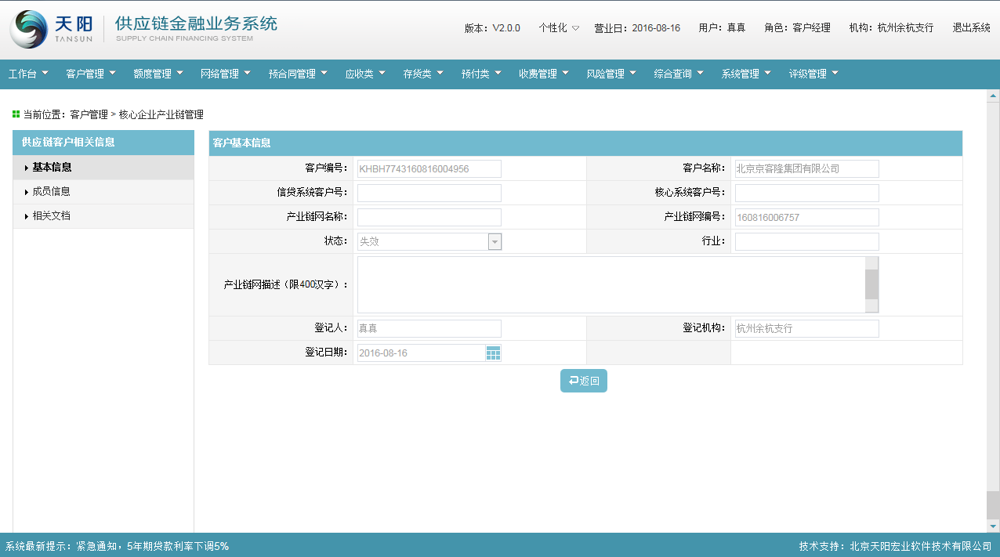 天阳 TANSUN 供应链金融业务系统
SUPPLY CHAIN FINANCING SYSTEM
版本：V2.0.0 个性化 营业日：2016-08-16 用户：真真 角色：客户经理 机构：杭州余杭支行 退出系统
工作台 客户管理 额度管理 网络管理 预合同管理 应收类 存货类 预付类 收费管理 风险管理 综合查询 系统管理 评级管理
当前位置：客户管理 > 核心企业产业链管理
供应链客户相关信息
基本信息
成员信息
相关文档
客户基本信息
客户编号： KHBH7743160816004956 客户名称： 北京京客隆集团有限公司
信贷系统客户号： 核心系统客户号：
产业链网名称： 产业链网编号： 160816006757
状态： 失效 行业：
产业链网描述（限400汉字）：
登记人： 真真 登记机构： 杭州余杭支行
登记日期： 2016-08-16
返回
系统最新提示：紧急通知，5年期贷款利率下调5% 技术支持：北京天阳宏业软件技术有限公司